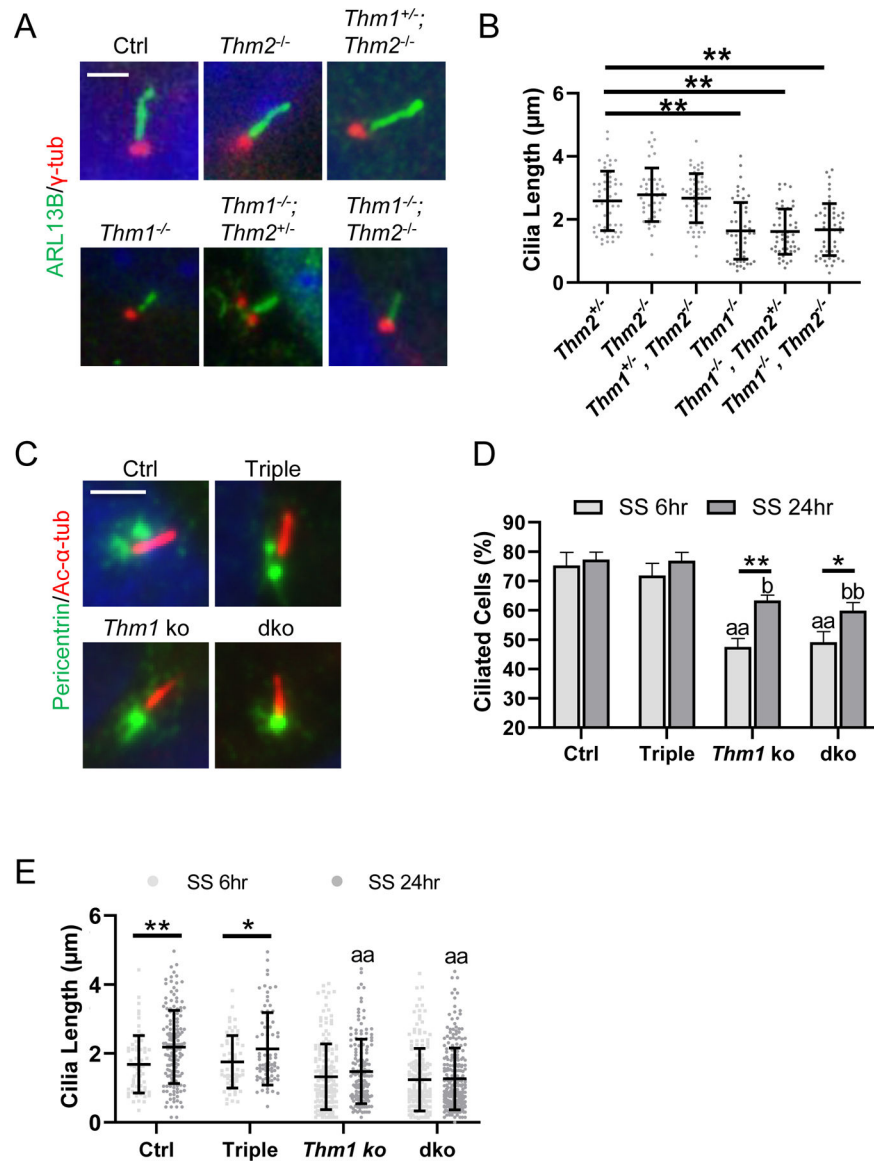 A
Ctrl
Thm2-/-
Thm1+/-;
Thm2-/-
ARL13B/γ-tub
Thm1-/-
Thm1-/-;
Thm2+/-
Thm1-/-;
Thm2-/-
B
**
**
**
Cilia Length (µm)
6
4
2
0
Thm2+/-
Thm2-/-
Thm1+/-, Thm2-/-
Thm1-/-
Thm1-/-, Thm2+/-
Thm1-/-, Thm2-/-
C
Ctrl
Triple
Pericentrin/Ac-α-tub
Thm1 ko
dko
D
SS 6hr
SS 24hr
Ciliated Cells (%)
90
80
70
60
50
40
30
20
**
*
aa
b
aa
bb
Ctrl
Triple
Thm1 ko
dko
E
SS 6hr
SS 24hr
Cilia Length (µm)
6
4
2
0
**
*
aa
aa
Ctrl
Triple
Thm1 ko
dko